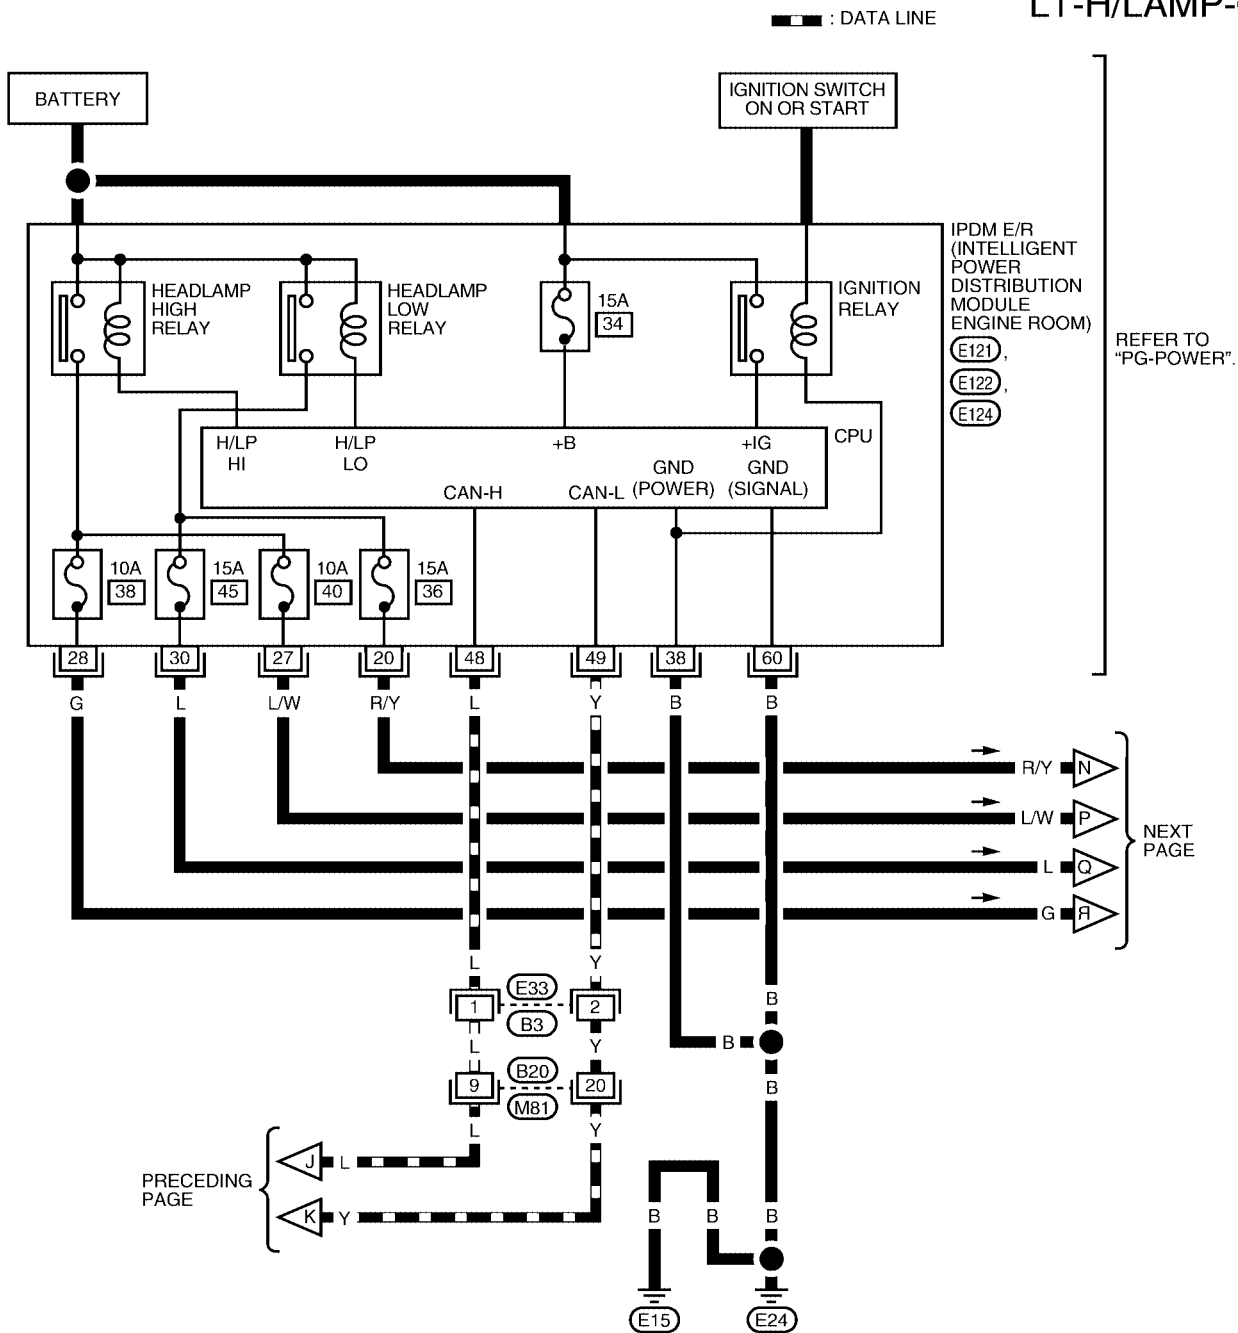 : DATA LINE
LT-H/LAMP-
BATTERY
IGNITION SWITCH
ON OR START
IPDM E/R
(INTELLIGENT
POWER
DISTRIBUTION
MODULE
ENGINE ROOM)
E121 ,
E122 ,
E124
REFER TO
"PG-POWER".
HEADLAMP
HIGH
RELAY
HEADLAMP
LOW
RELAY
15A
34
IGNITION
RELAY
CPU
H/LP
HI
H/LP
LO
+B
+IG
CAN-H
CAN-L
GND
(POWER)
GND
(SIGNAL)
10A
38
15A
45
10A
40
15A
36
28
30
27
20
48
49
38
60
G
L
L/W
R/Y
L
Y
B
B
R/Y N
L/W P
L Q
G R
NEXT
PAGE
L
Y
B
1
E33
B3
2
L
Y
B
9
B20
M81
20
B
L
Y
PRECEDING
PAGE
J L
K Y
B
B
B
E15
E24